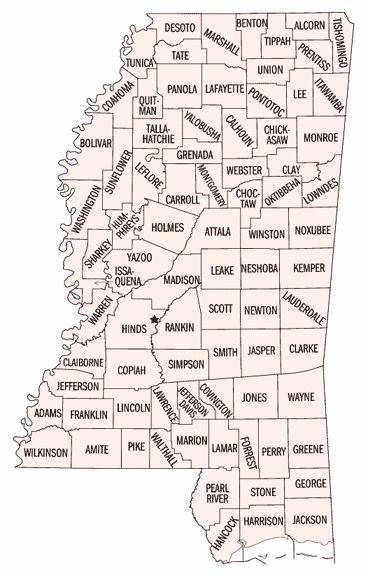 DESOTO
MARSHALL
BENTON
TIPPAH
ALCORN
PRENTISS
TISHOMINGO
TUNICA
TATE
UNION
COAHOMA
QUIT-
MAN
PANOLA
LAFAYETTE
PONTOTOC
LEE
ITAWAMBA
BOLIVAR
SUNFLOWER
TALLA-
HATCHIE
YALOBUSHA
CALHOUN
CHICK-
ASAW
MONROE
GRENADA
WASHINGTON
LEFLORE
CARROLL
MONTGOMERY
WEBSTER
CLAY
CHOC-
TAW
OKTIBBEHA
LOWNDES
HUM-
PHREYS
HOLMES
ATTALA
WINSTON
NOXUBEE
SHARKEY
ISSA-
QUENA
YAZOO
MADISON
LEAKE
NESHOBA
KEMPER
WARREN
HINDS
RANKIN
SCOTT
NEWTON
LAUDERDALE
CLAIBORNE
COPIAH
SIMPSON
SMITH
JASPER
CLARKE
JEFFERSON
ADAMS
FRANKLIN
LINCOLN
LAWRENCE
JEFFERSON
DAVIS
COVINGTON
JONES
WAYNE
WILKINSON
AMITE
PIKE
WALTHALL
MARION
LAMAR
FORREST
PERRY
GREENE
PEARL
RIVER
STONE
GEORGE
HANCOCK
HARRISON
JACKSON